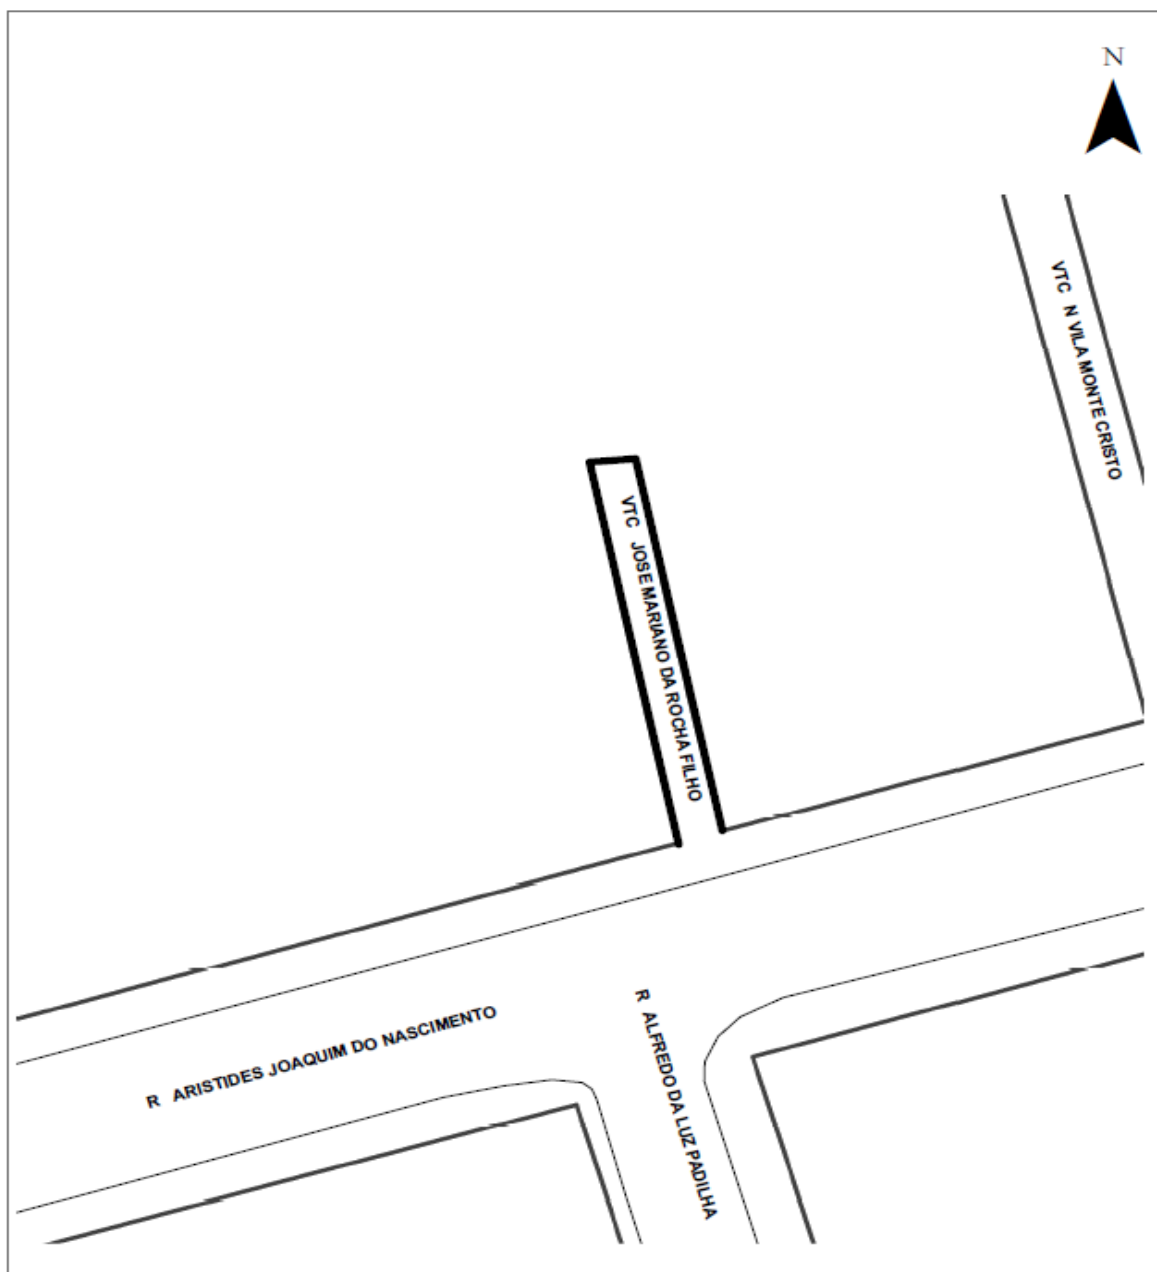 N
VTC N VILA MONTE CRISTO
VTC JOSE MARIANO DA ROCHA FILHO
R ARISTIDES JOAQUIM DO NASCIMENTO
R ALFREDO DA LUZ PADILHA